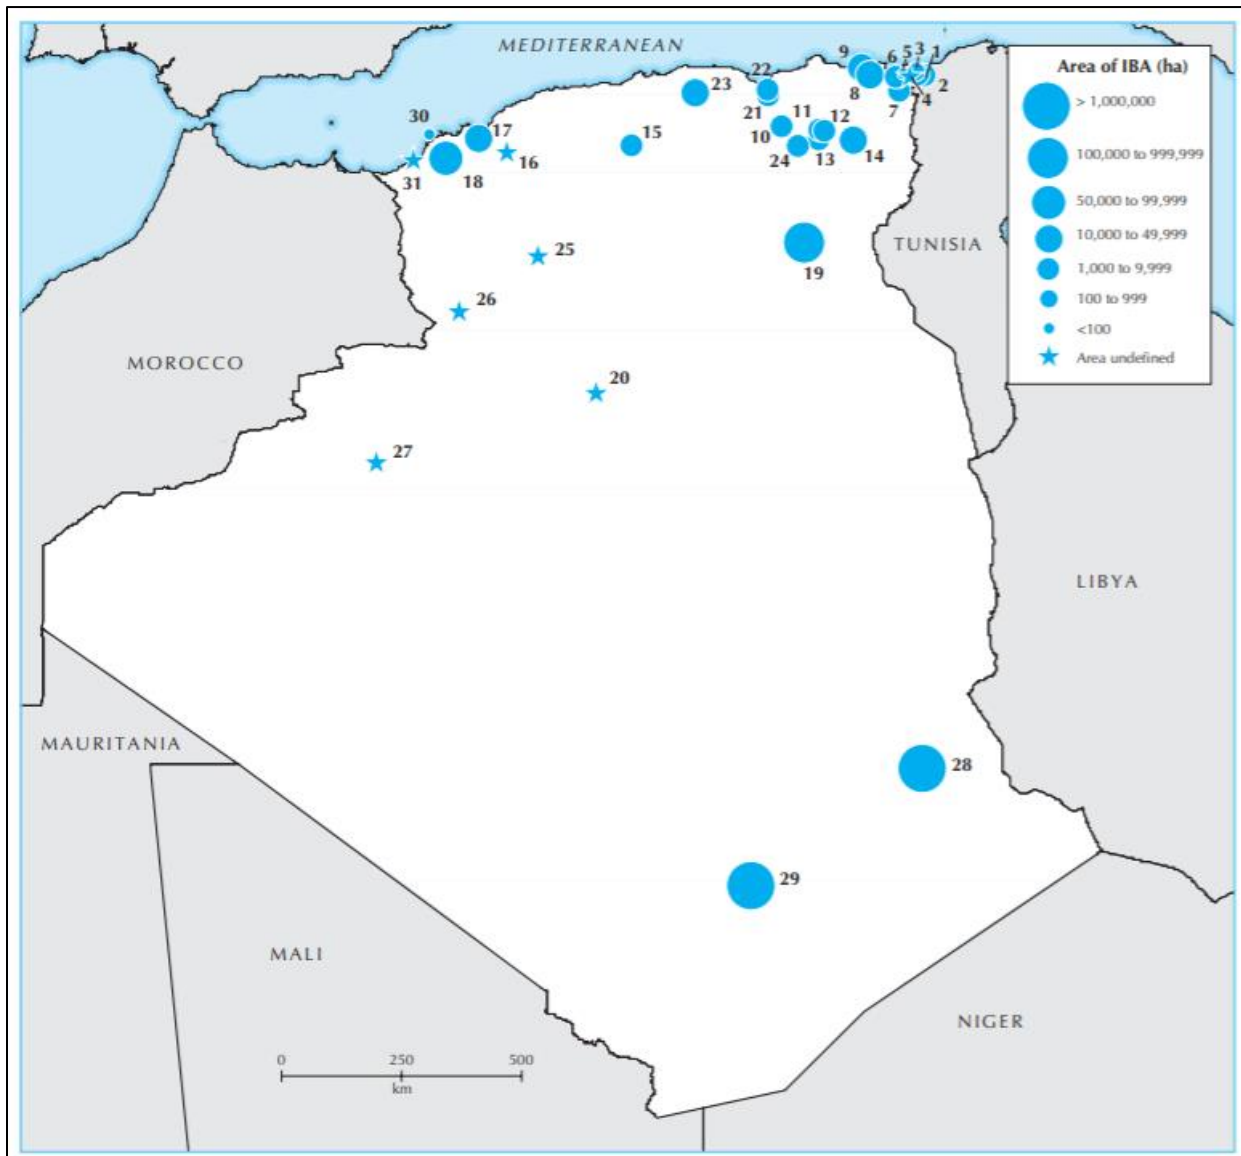 MEDITERRANEAN
9
6
5
3
1
Area of IBA (ha)
> 1,000,000
100,000 to 999,999
50,000 to 99,999
10,000 to 49,999
1,000 to 9,999
100 to 999
<100
Area undefined
23
22
8
7
4
2
21
30
17
15
11
12
10
16
24
13
14
31
18
TUNISIA
25
19
26
MOROCCO
20
27
LIBYA
MAURITANIA
28
29
MALI
NIGER
0
250
500
km